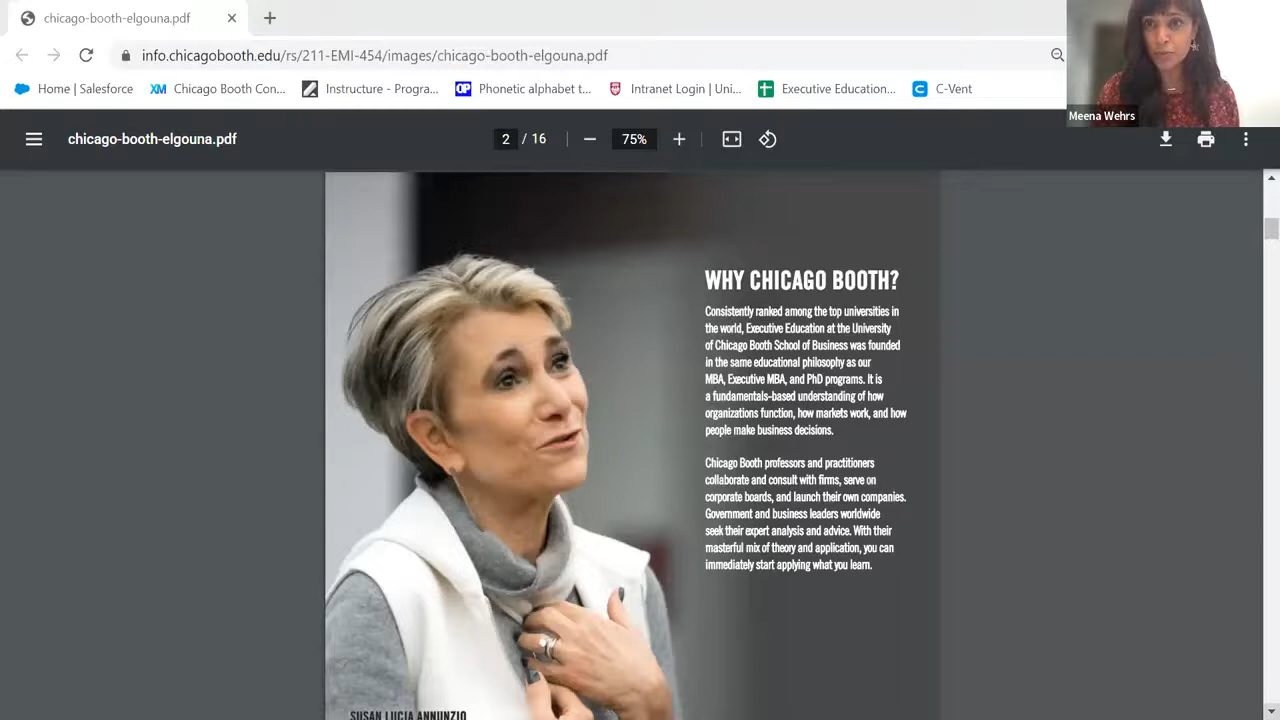 chicago-booth-elgouna.pdf
info.chicagobooth.edu/rs/211-EMI-454/images/chicago-booth-elgouna.pdf
Home | Salesforce
XM Chicago Booth Con...
Instructure - Progra...
OP Phonetic alphabet t...
Intranet Login | Uni...
Executive Education...
C-Vent
Meena Wehrs
chicago-booth-elgouna.pdf
2 / 16
75%
WHY CHICAGO BOOTH?
Consistently ranked among the top universities in
the world, Executive Education at the University
of Chicago Booth School of Business was founded
in the same educational philosophy as our
MBA, Executive MBA, and PhD programs. It is
a fundamentals-based understanding of how
organizations function, how markets work, and how
people make business decisions.
Chicago Booth professors and practitioners
collaborate and consult with firms, serve on
corporate boards, and launch their own companies.
Government and business leaders worldwide
seek their expert analysis and advice. With their
masterful mix of theory and application, you can
immediately start applying what you learn.
SUSAN LUCIA ANNUNZIO